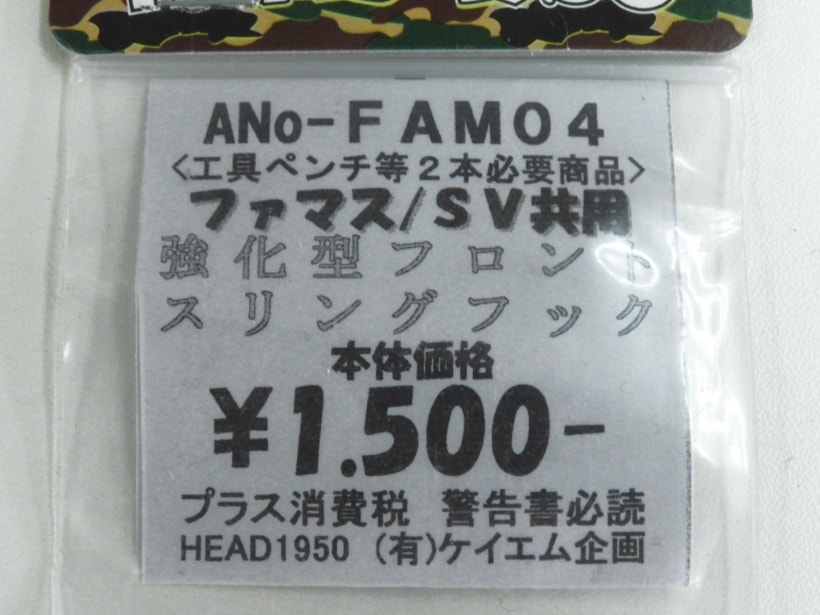 ANo-FAM04
<工具ペンチ等2本必要商品>
ファマス/SV共用
強化型フロント
スリングフック
本体価格
¥1.500-
プラス消費税 警告書必読
HEAD1950 (有)ケイエム企画